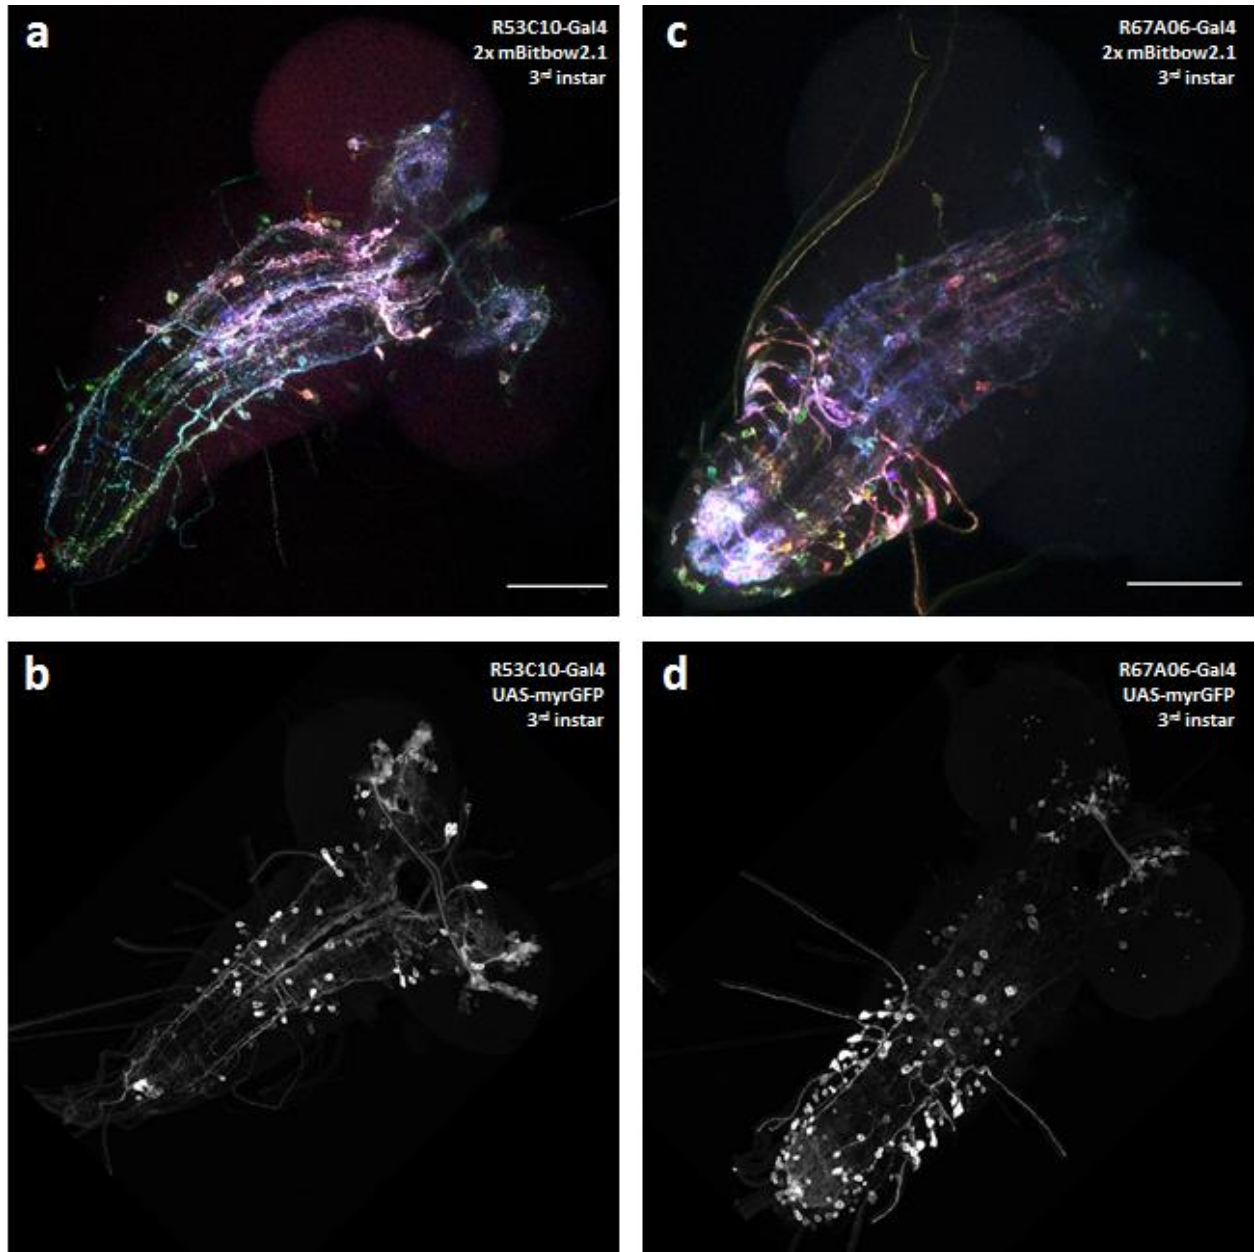 a
R53C10-Gal4
2x mBitbow2.1
3rd instar
c
R67A06-Gal4
2x mBitbow2.1
3rd instar
b
R53C10-Gal4
UAS-myrGFP
3rd instar
d
R67A06-Gal4
UAS-myrGFP
3rd instar